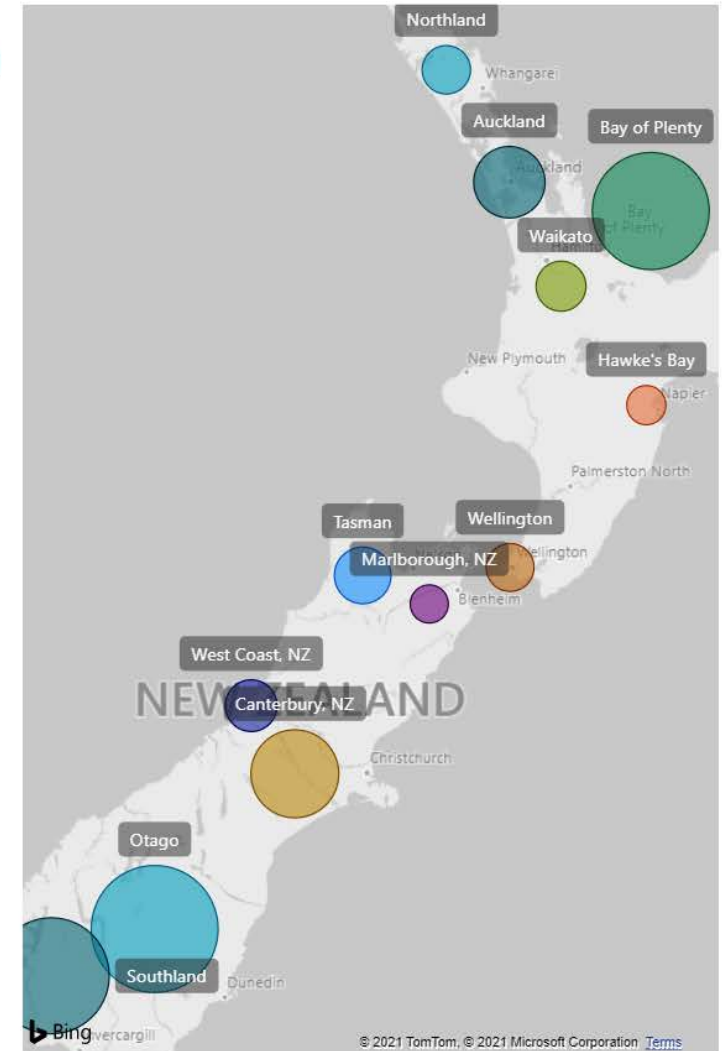 Northland
Whangarei
Auckland
Bay of Plenty
Auckland
Bay
of Plenty
Waikato
New Plymouth
Hawke's Bay
Napier
Palmerston North
Tasman
Wellington
Marlborough, NZ
Wellington
Blenheim
West Coast, NZ
NEW ZEALAND
Canterbury, NZ
Christchurch
Otago
Southland
Dunedin
Bing
vercargill
© 2021 TomTom, © 2021 Microsoft Corporation Terms